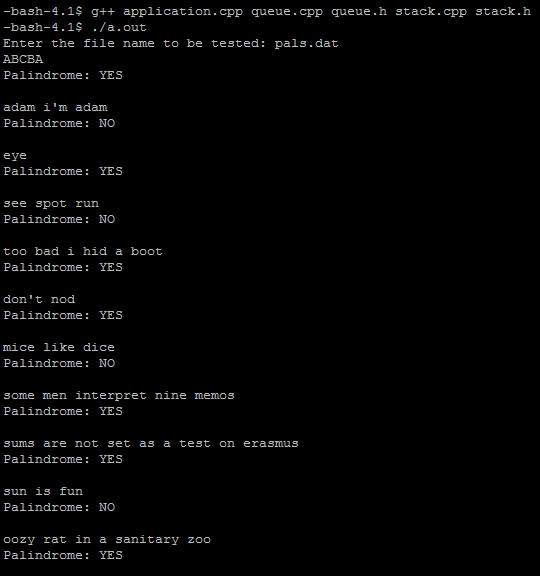 -bash-4.1$ g++ application.cpp queue.cpp queue.h stack.cpp stack.h
-bash-4.1$ ./a.out
Enter the file name to be tested: pals.dat
ABCBA
Palindrome: YES
adam i'm adam
Palindrome: NO
eye
Palindrome: YES
see spot run
Palindrome: NO
too bad i hid a boot
Palindrome: YES
don't nod
Palindrome: YES
mice like dice
Palindrome: NO
some men interpret nine memos
Palindrome: YES
sums are not set as a test on erasmus
Palindrome: YES
sun is fun
Palindrome: NO
oozy rat in a sanitary zoo
Palindrome: YES